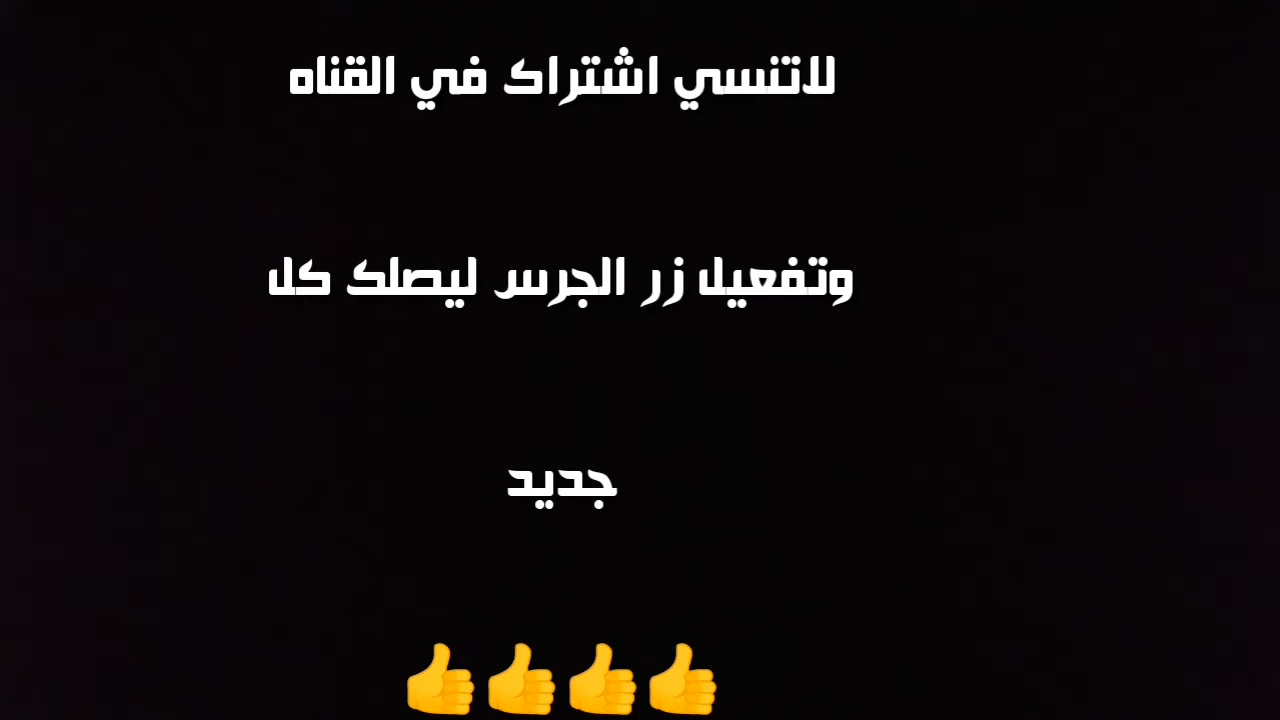 لاتنسي اشتراك في القناه
وتفعيل زر الجرس ليصلك كل
جديد
👍👍👍👍